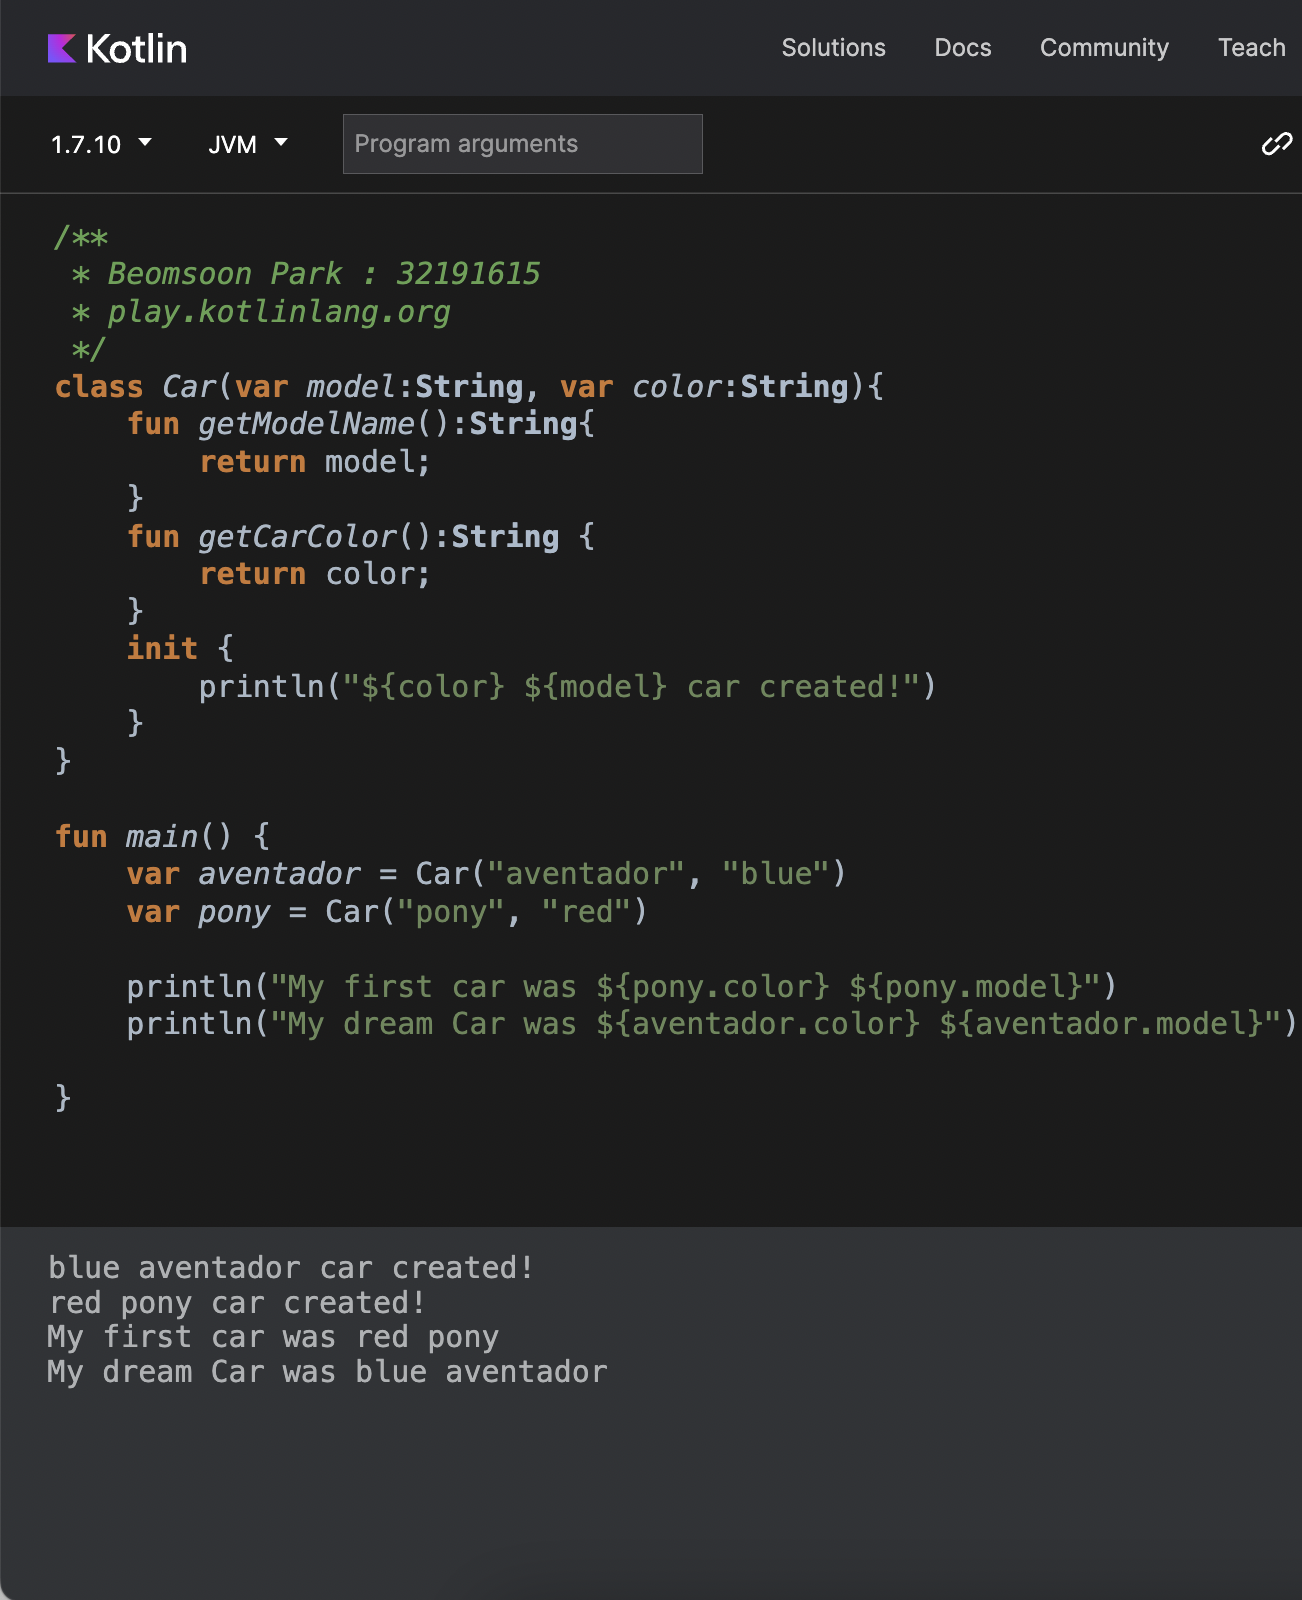 Kotlin Solutions Docs Community Teach
1.7.10 JVM Program arguments
/**
 * Beomsoon Park : 32191615
 * play.kotlinlang.org
 */
class Car(var model:String, var color:String){
    fun getModelName():String{
        return model;
    }
    fun getCarColor():String {
        return color;
    }
    init {
        println("${color} ${model} car created!")
    }
}

fun main() {
    var aventador = Car("aventador", "blue")
    var pony = Car("pony", "red")

    println("My first car was ${pony.color} ${pony.model}")
    println("My dream Car was ${aventador.color} ${aventador.model}")

}
blue aventador car created!
red pony car created!
My first car was red pony
My dream Car was blue aventador